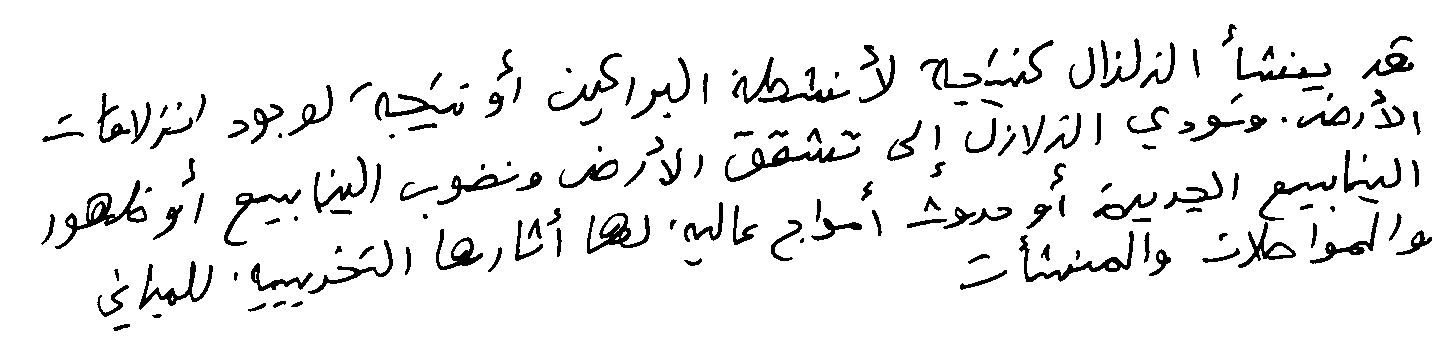 قد ينشأ الزلزال كنتيجة لأنشطة البراكين أو نتيجة لوجود انزلاقات
الأرض. وتودي الزلازل إلى تشقق الأرض ونضوب الينابيع أو ظهور
الينابيع الجديدة أو حدوث أمواج عالية. لها أثارها التخريبية. للمباني
والمواصلات والمنشأت